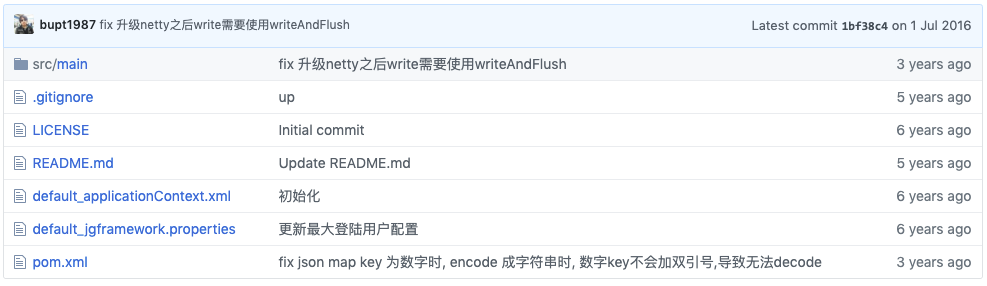 bupt1987 fix 升级netty之后write需要使用writeAndFlush Latest commit 1bf38c4 on 1 Jul 2016
src/main fix 升级netty之后write需要使用writeAndFlush 3 years ago
.gitignore up 5 years ago
LICENSE Initial commit 6 years ago
README.md Update README.md 5 years ago
default_applicationContext.xml 初始化 6 years ago
default_jgframework.properties 更新最大登陆用户配置 6 years ago
pom.xml fix json map key 为数字时, encode 成字符串时, 数字key不会加双引号,导致无法decode 3 years ago